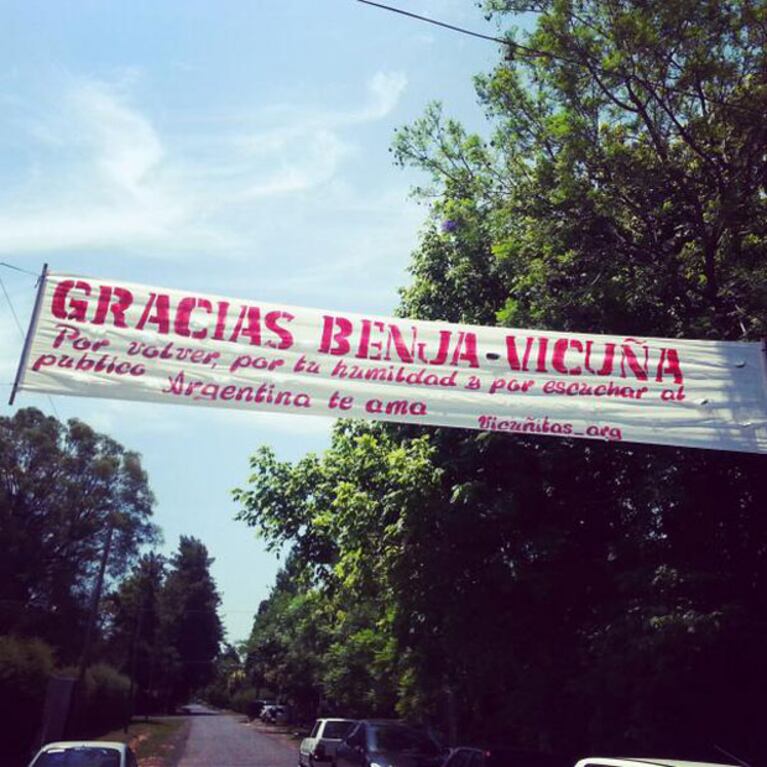 GRACIAS BENJA-VICUÑA
Por volver, por tu humildad y por escuchar al
publico Argentina te ama
Vicuñitas_arg